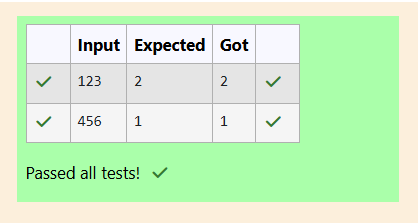 Input Expected Got
123 2 2
456 1 1
Passed all tests!